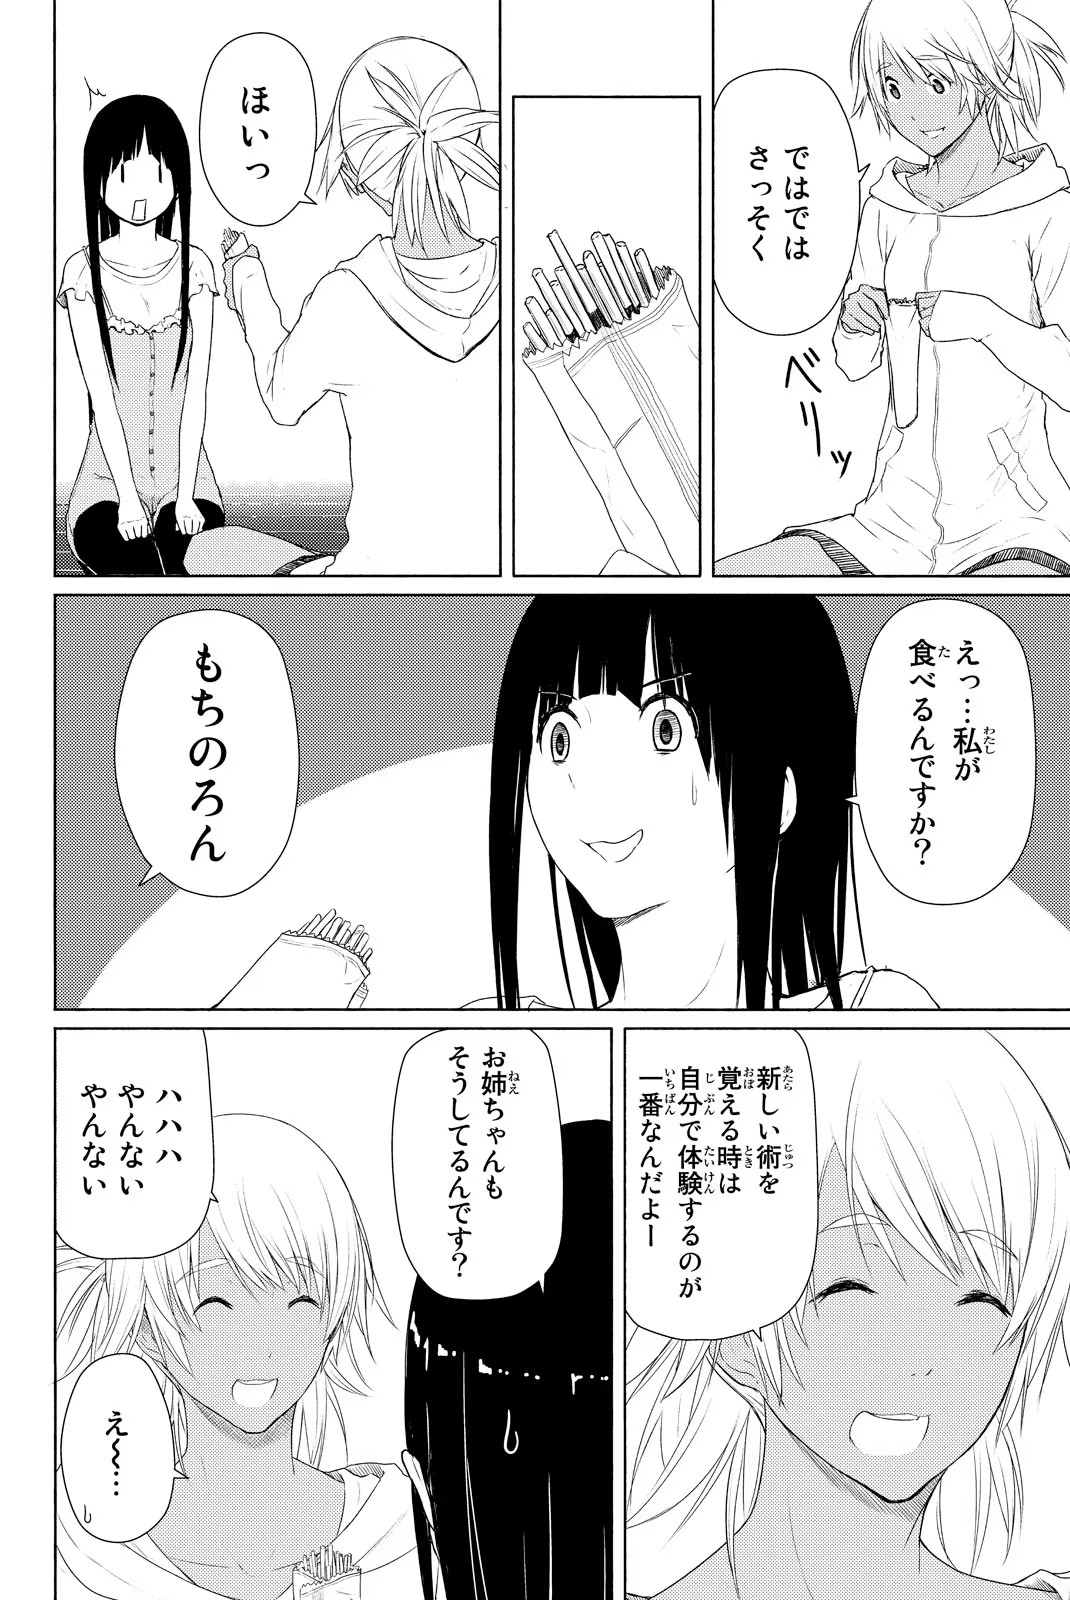 ではでは
さっそく
ベリッ
ほいっ
えっ…私が
食べるんですか？
もちのろん
新しい術を
覚える時は
自分で体験するのが
一番なんだよー
お姉ちゃんも
そうしてるんです？
ハハハ
やんない
やんない
え～…